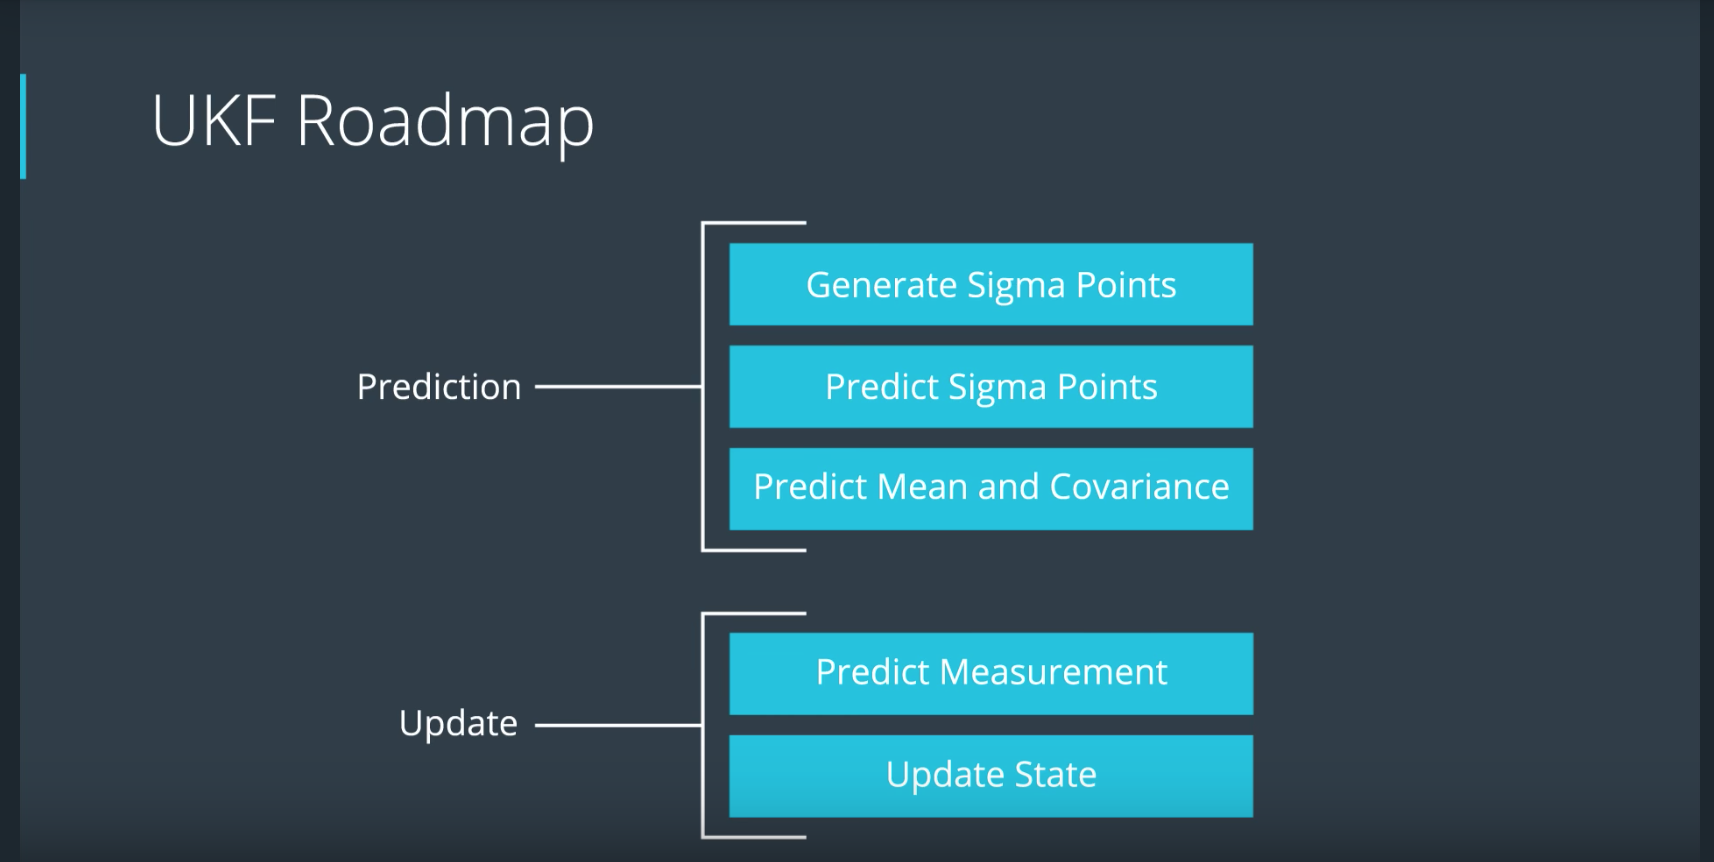 UKF Roadmap
Prediction
Generate Sigma Points
Predict Sigma Points
Predict Mean and Covariance
Update
Predict Measurement
Update State